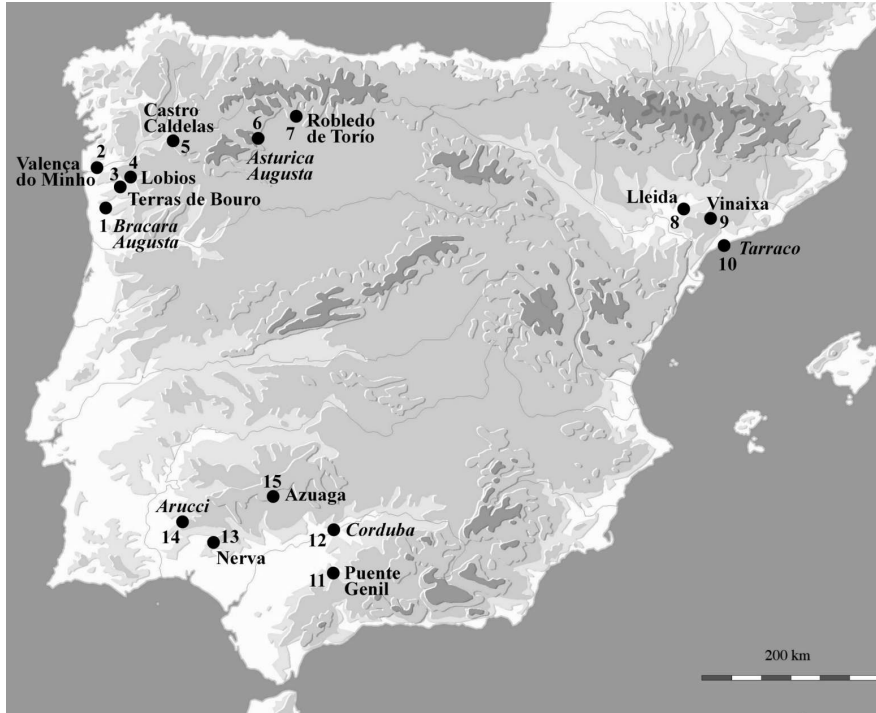 Castro
Caldelas
5
6
Asturica
Augusta
7
Robledo
de Torío
2
Valença
do Minho
4
Lobios
3
Terras de Bouro
1
Bracara
Augusta
Lleida
8
Vinaixa
9
10
Tarraco
15
Azuaga
Arucci
14
13
Nerva
12
Corduba
11
Puente
Genil
200 km